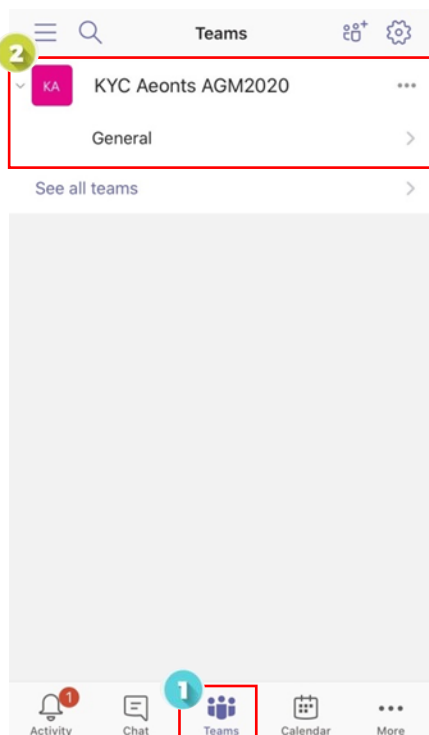 Teams
2
KA KYC Aeonts AGM2020
General
See all teams
1
1
Activity Chat Teams Calendar More